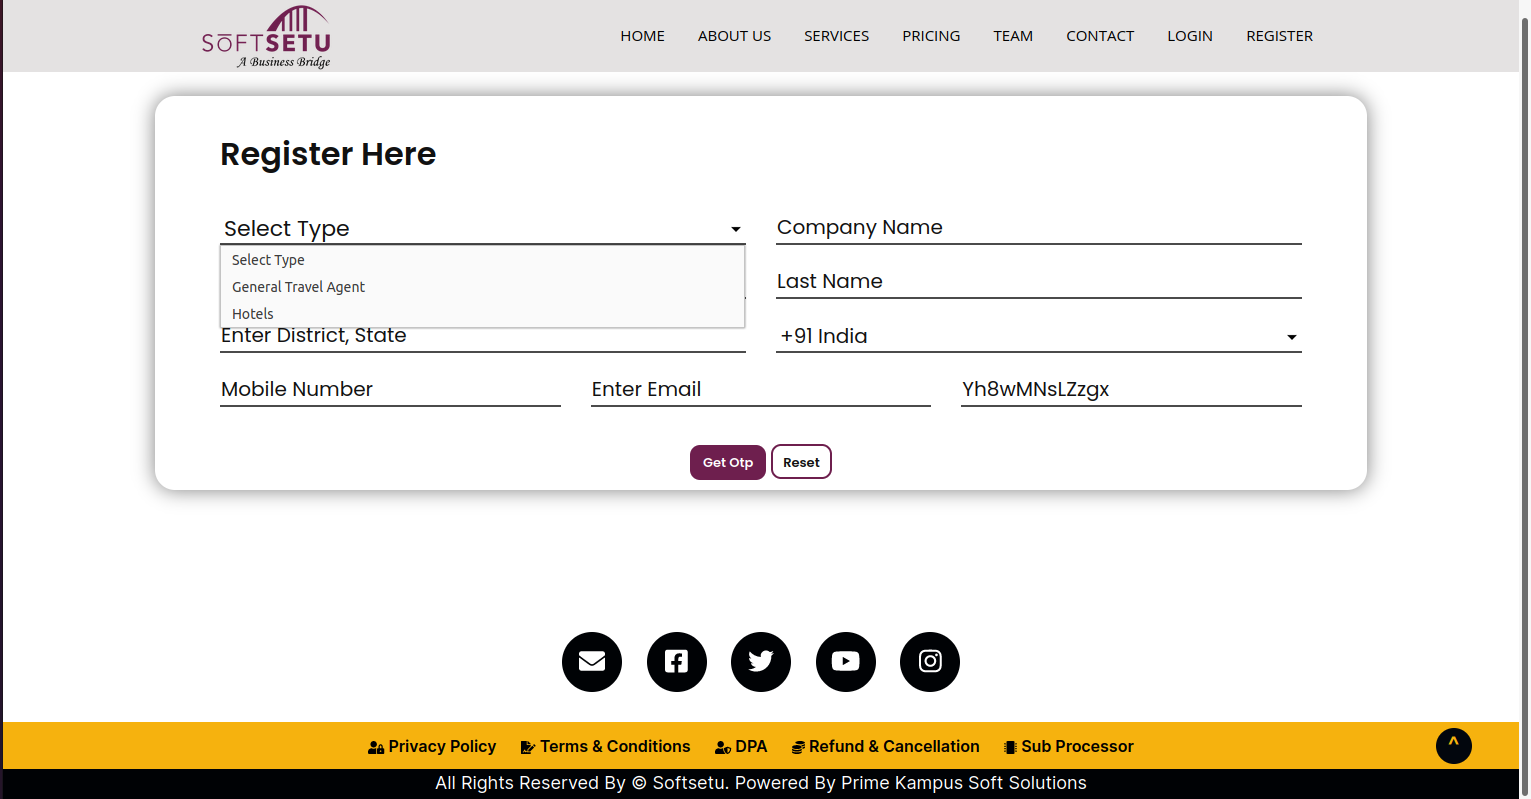 SOFTSETU
A Business Bridge
HOME ABOUT US SERVICES PRICING TEAM CONTACT LOGIN REGISTER
Register Here
Select Type
Company Name
Select Type
General Travel Agent
Hotels
Last Name
Enter District, State
+91 India
Mobile Number
Enter Email
Yh8wMNsLZzgx
Get Otp Reset
Privacy Policy Terms & Conditions DPA Refund & Cancellation Sub Processor
^
All Rights Reserved By © Softsetu. Powered By Prime Kampus Soft Solutions